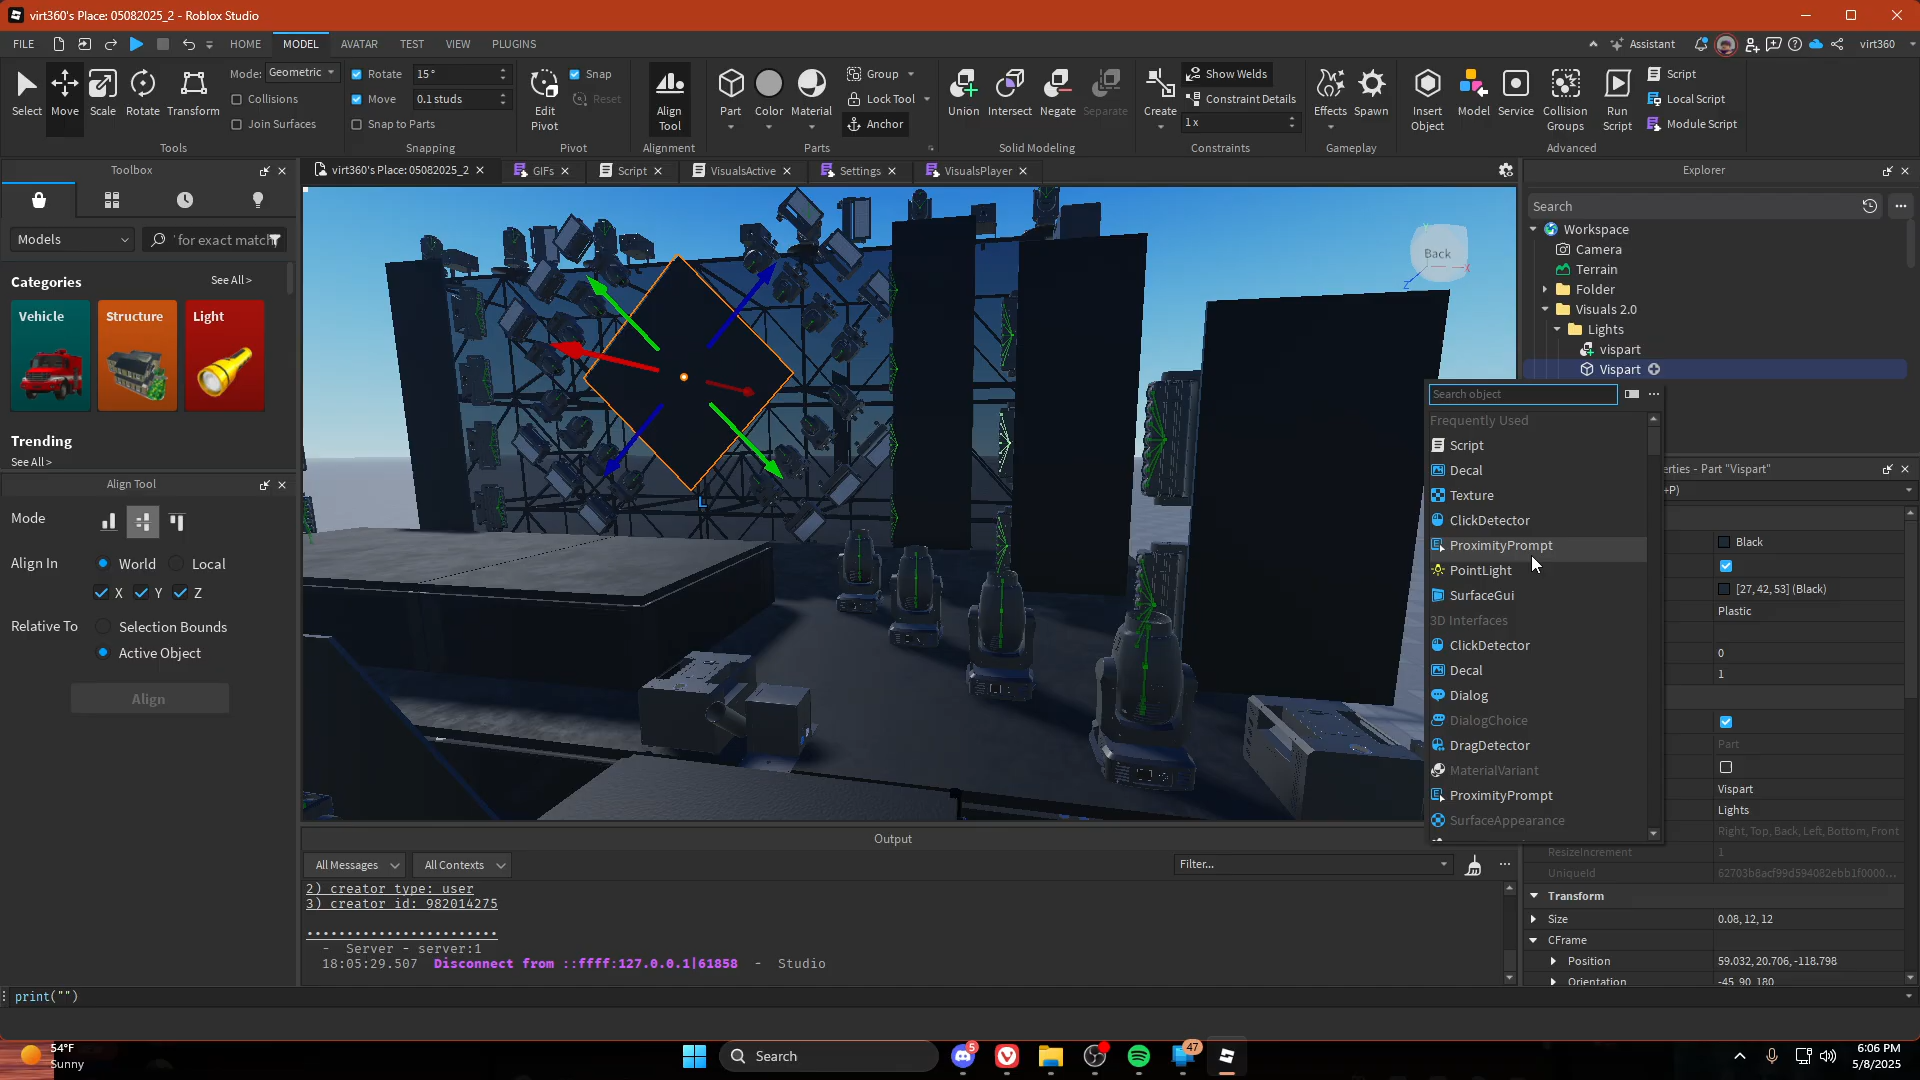 virt360's Place: 05082025_2 - Roblox Studio
FILE
HOME
MODEL
AVATAR
TEST
VIEW
PLUGINS
Assistant
virt360
Select
Move
Scale
Rotate
Transform
Mode: Geometric
Collisions
Join Surfaces
Tools
Rotate 15°
Move 0.1 studs
Snap to Parts
Snapping
Edit Pivot
Snap
Reset
Pivot
Align Tool
Alignment
Part
Color
Material
Group
Lock Tool
Anchor
Parts
Union
Intersect
Negate
Separate
Solid Modeling
Create
Show Welds
Constraint Details
1 x
Constraints
Effects
Spawn
Gameplay
Insert Object
Model
Service
Collision Groups
Run Script
Script
Local Script
Module Script
Advanced
Toolbox
virt360's Place: 05082025_2
GIFs
Script
VisualsActive
Settings
VisualsPlayer
Explorer
Models
' for exact match
Categories
See All >
Vehicle
Structure
Light
Trending
See All >
Align Tool
Mode
Align In
World
Local
X
Y
Z
Relative To
Selection Bounds
Active Object
Align
Back
X
Z
L
Search
Workspace
Camera
Terrain
Folder
Visuals 2.0
Lights
vispart
Vispart
Search object
Frequently Used
Script
Decal
Texture
ClickDetector
ProximityPrompt
PointLight
SurfaceGui
3D Interfaces
ClickDetector
Decal
Dialog
DialogChoice
DragDetector
MaterialVariant
ProximityPrompt
SurfaceAppearance
erties - Part "Vispart"
+P)
Black
[27, 42, 53] (Black)
Plastic
0
1
Part
Vispart
Lights
Right, Top, Back, Left, Bottom, Front
ResizeIncrement 1
UniqueId 62703b8acf99d594082ebb1f0000...
Transform
Size 0.08, 12, 12
CFrame
Position 59.032, 20.706, -118.798
Orientation -45, 90, 180
Output
All Messages
All Contexts
Filter...
2) creator type: user
3) creator id: 982014275
- Server - server:1
18:05:29.507 Disconnect from ::ffff:127.0.0.1|61858 - Studio
print("")
54°F
Sunny
Search
5
47
6:06 PM
5/8/2025